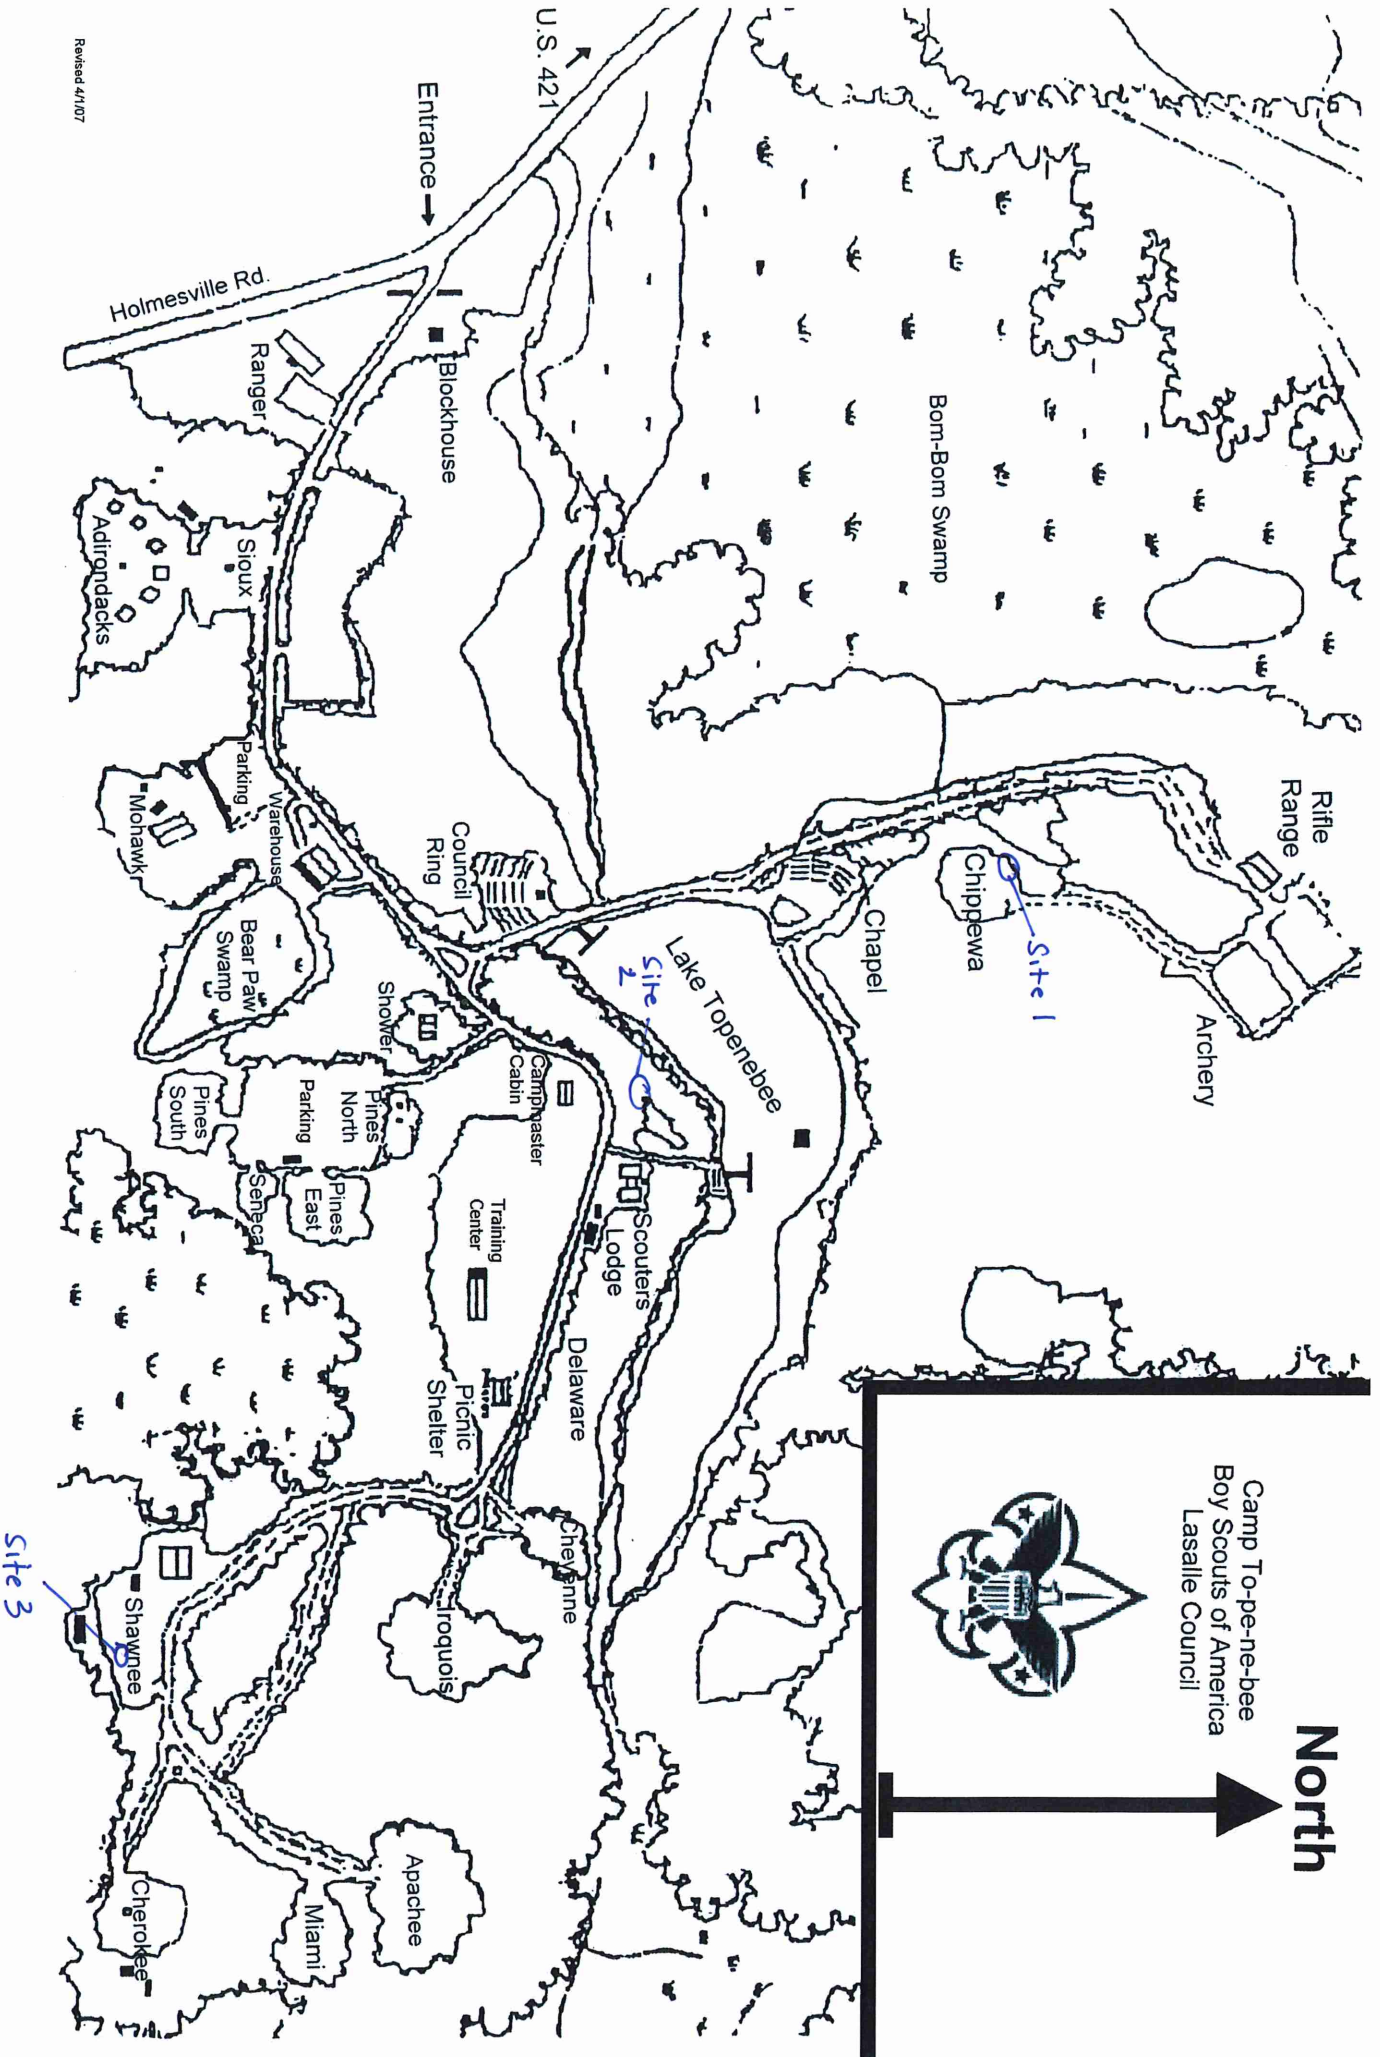 North
Camp To-pe-ne-bee
Boy Scouts of America
Lasalle Council
Rifle
Range
Archery
Site 1
Chippewa
Bom-Bom Swamp
Chapel
Lake Topenebee
Site
2
U.S. 421
Entrance
Blockhouse
Council
Ring
Scouters
Lodge
Delaware
Cheyenne
Campmaster
Cabin
Training
Center
Picnic
Shelter
Iroquois
Apachee
Holmesville Rd.
Ranger
Sioux
Adirondacks
Parking
Warehouse
Mohawk
Bear Paw
Swamp
Shower
Pines
North
Parking
Pines
South
Pines
East
Seneca
Miami
Shawnee
Cherokee
Site 3
Revised 4/1/07